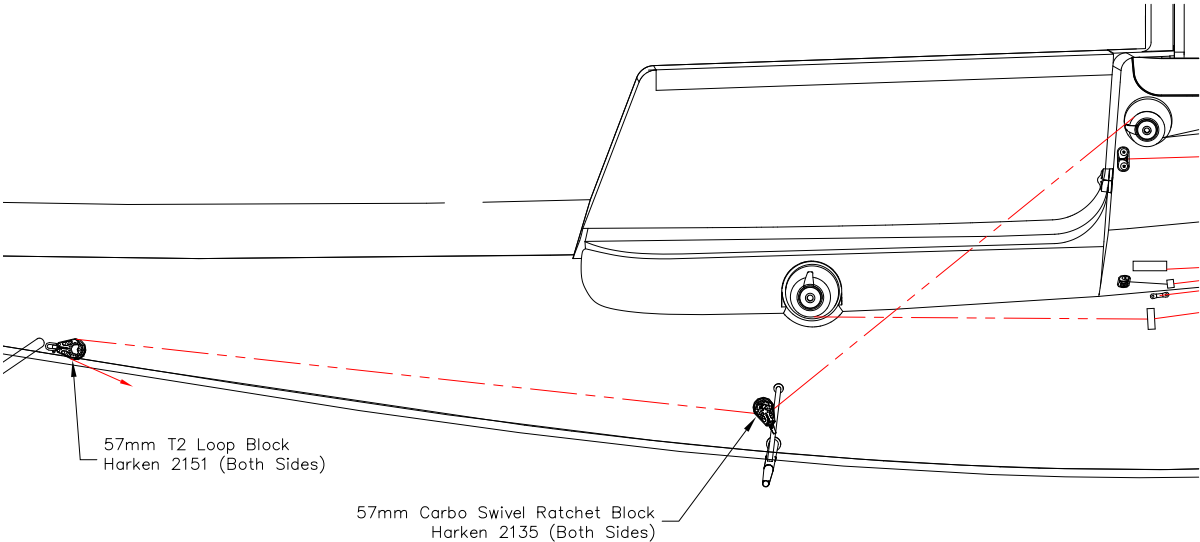 57mm T2 Loop Block
Harken 2151 (Both Sides)
57mm Carbo Swivel Ratchet Block
Harken 2135 (Both Sides)